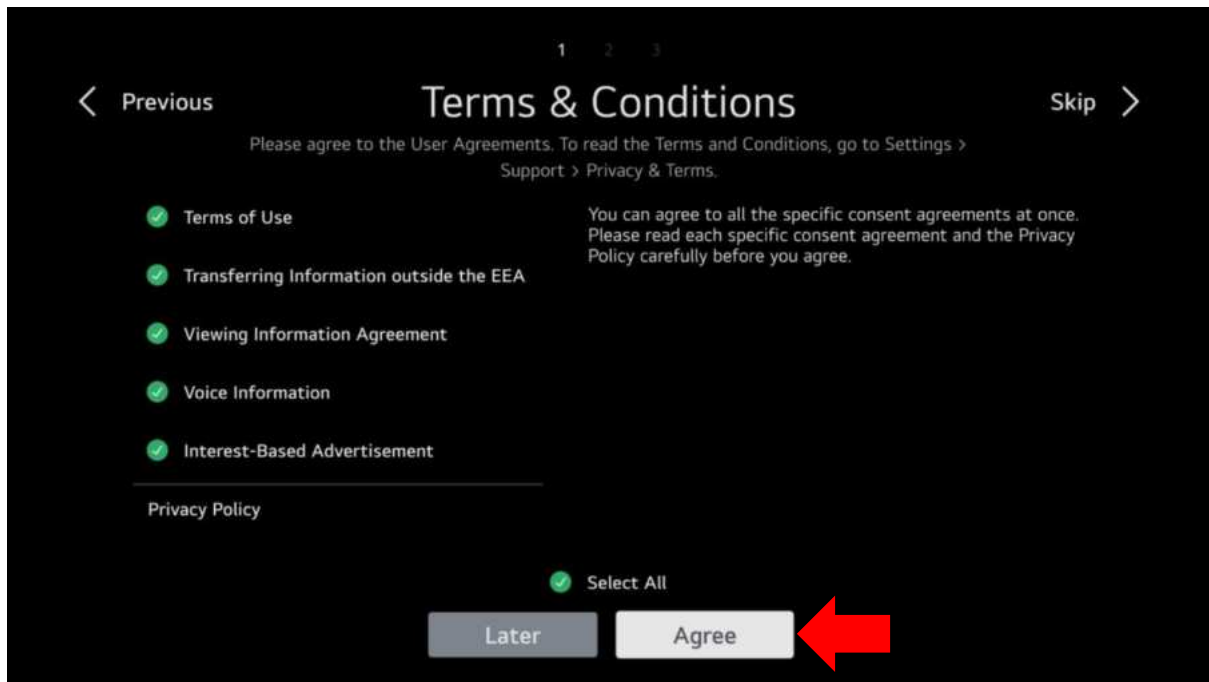 1 2 3
Previous
Terms & Conditions
Skip
Please agree to the User Agreements. To read the Terms and Conditions, go to Settings >
Support > Privacy & Terms.
Terms of Use
Transferring Information outside the EEA
Viewing Information Agreement
Voice Information
Interest-Based Advertisement
Privacy Policy
You can agree to all the specific consent agreements at once.
Please read each specific consent agreement and the Privacy
Policy carefully before you agree.
Select All
Later
Agree